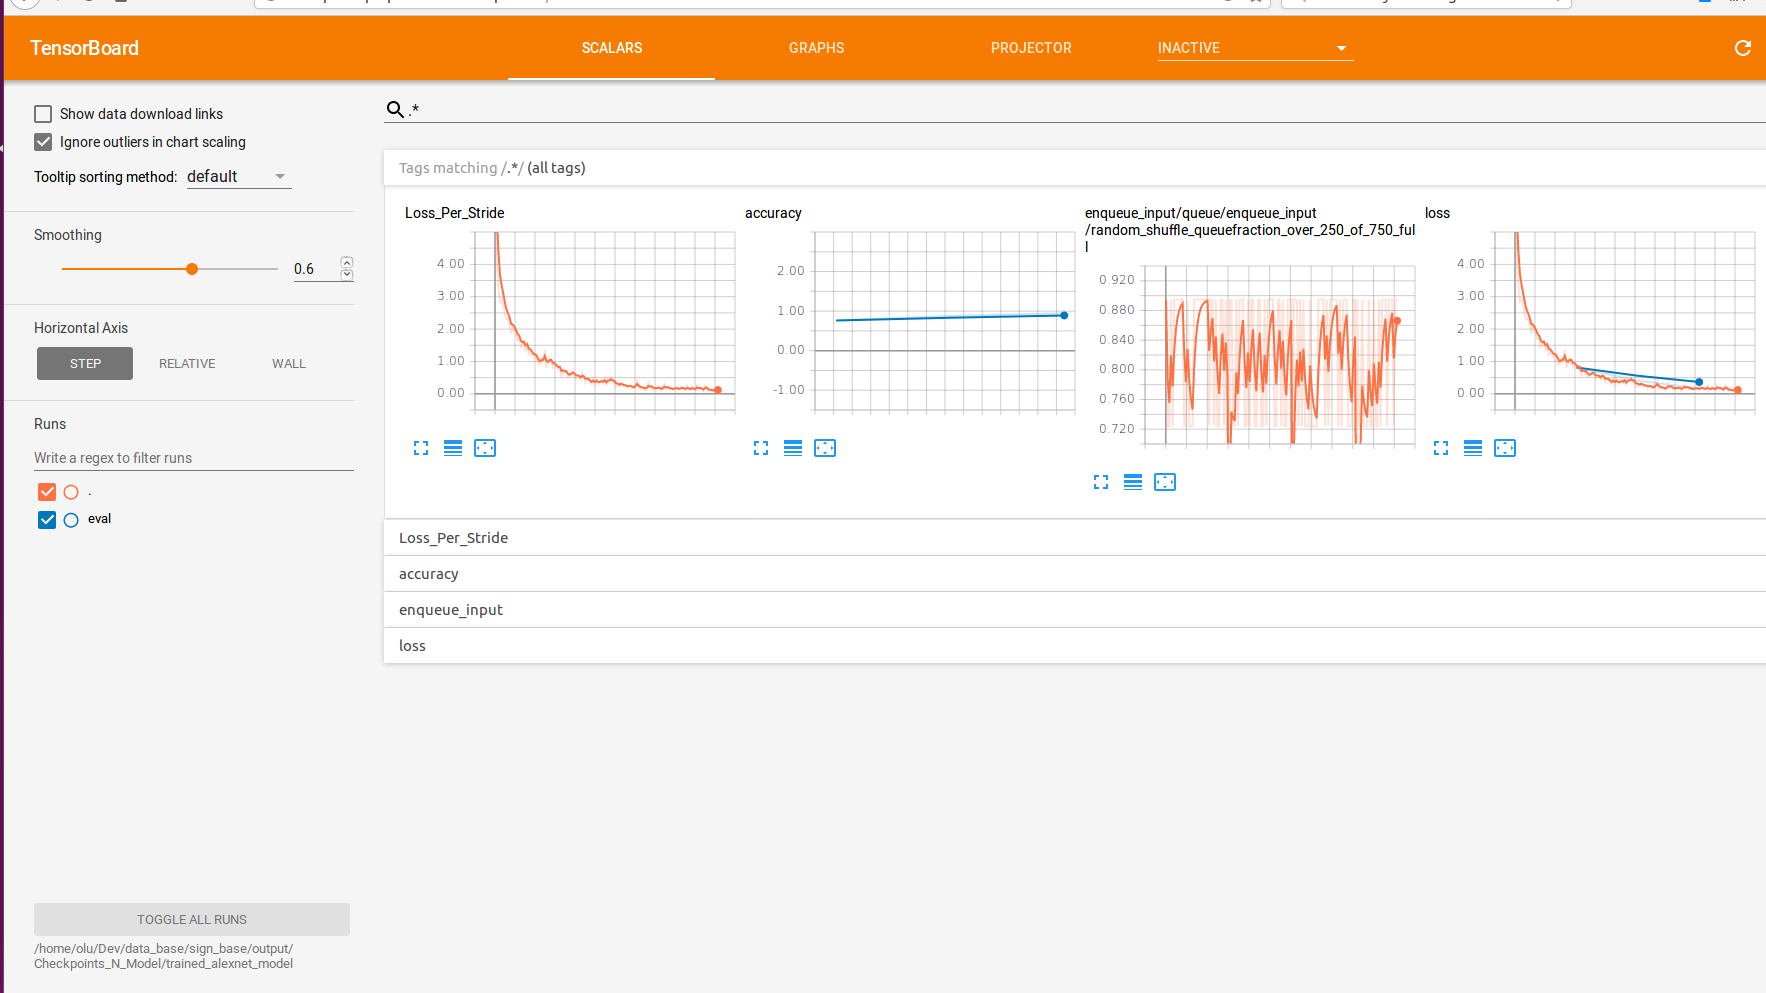 TensorBoard
SCALARS
GRAPHS
PROJECTOR
INACTIVE
Show data download links
Ignore outliers in chart scaling
Tooltip sorting method: default
Smoothing
0.6
Horizontal Axis
STEP
RELATIVE
WALL
Runs
Write a regex to filter runs
.
eval
TOGGLE ALL RUNS
/home/olu/Dev/data_base/sign_base/output/
Checkpoints_N_Model/trained_alexnet_model
.*
Tags matching /.*/ (all tags)
Loss_Per_Stride
4.00
3.00
2.00
1.00
0.00
accuracy
2.00
1.00
0.00
-1.00
enqueue_input/queue/enqueue_input
/random_shuffle_queuefraction_over_250_of_750_ful
l
0.920
0.880
0.840
0.800
0.760
0.720
loss
4.00
3.00
2.00
1.00
0.00
Loss_Per_Stride
accuracy
enqueue_input
loss